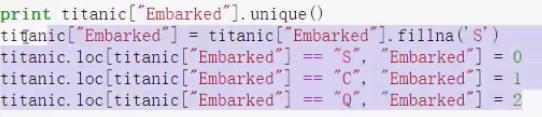 print titanic["Embarked"].unique()
titanic["Embarked"] = titanic["Embarked"].fillna('S')
titanic.loc[titanic["Embarked"] == "S", "Embarked"] = 0
titanic.loc[titanic["Embarked"] == "C", "Embarked"] = 1
titanic.loc[titanic["Embarked"] == "Q", "Embarked"] = 2